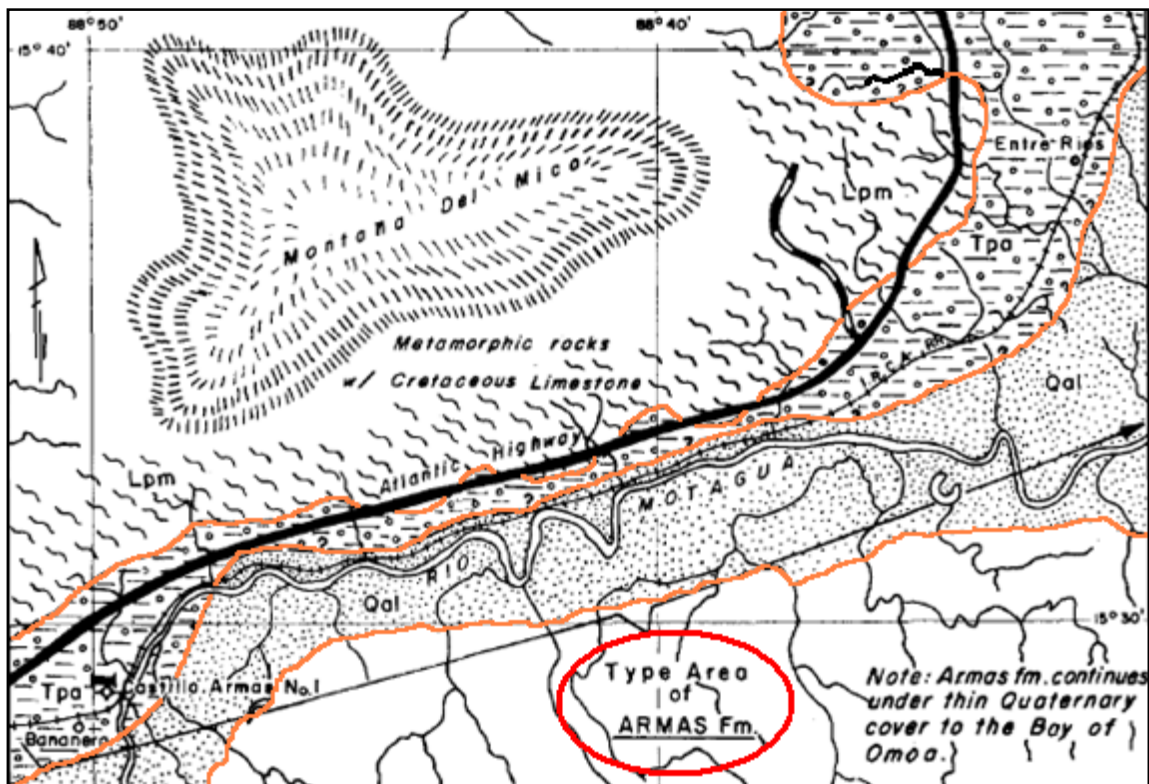 88°50'
88°40'
15°40'
Entre Rios
Montana Del Mico
Lpm
Tpa
Metamorphic rocks
w/ Cretaceous Limestone
I.R.C.A. RR
Qal
Atlantic Highway
?
?
?
?
?
Lpm
RIO MOTAGUA
Qal
15°30'
Type Area
of
ARMAS Fm.
Note: Armas fm. continues
under thin Quaternary
cover to the Bay of
Omoa.
Tpa
Castillo Armas No. 1
Bananera